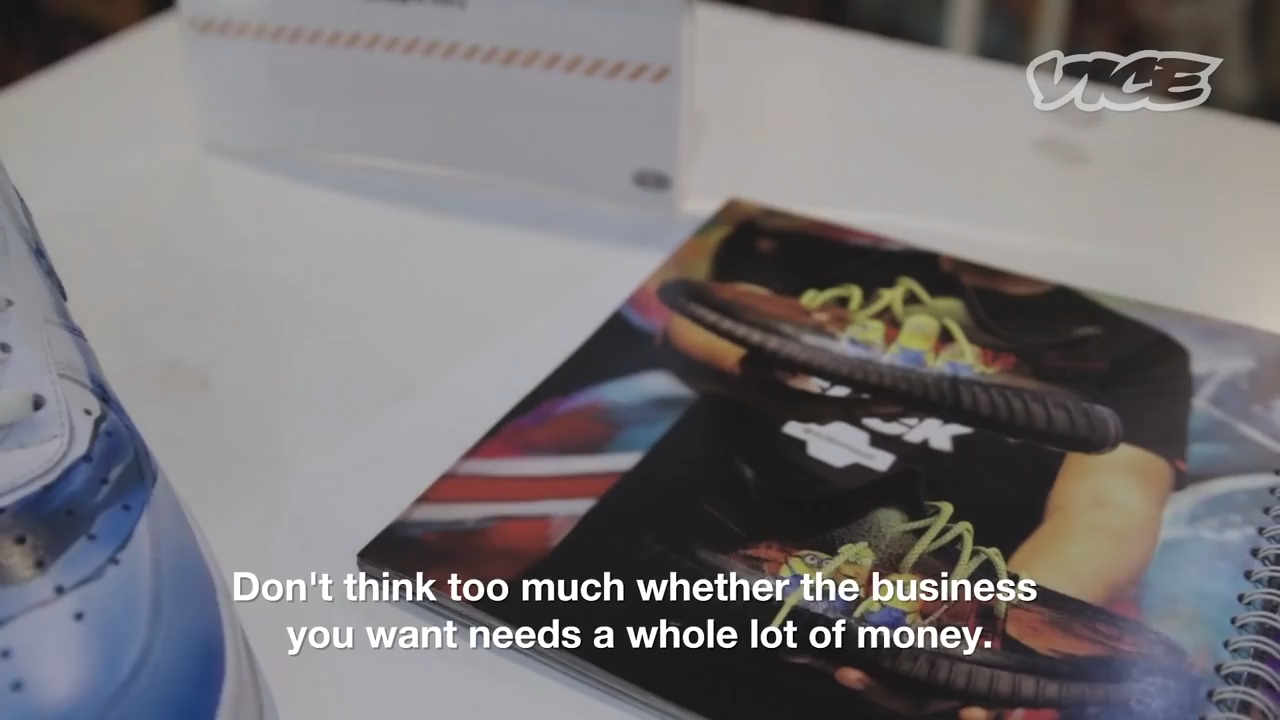 VICE
Don't think too much whether the business
you want needs a whole lot of money.